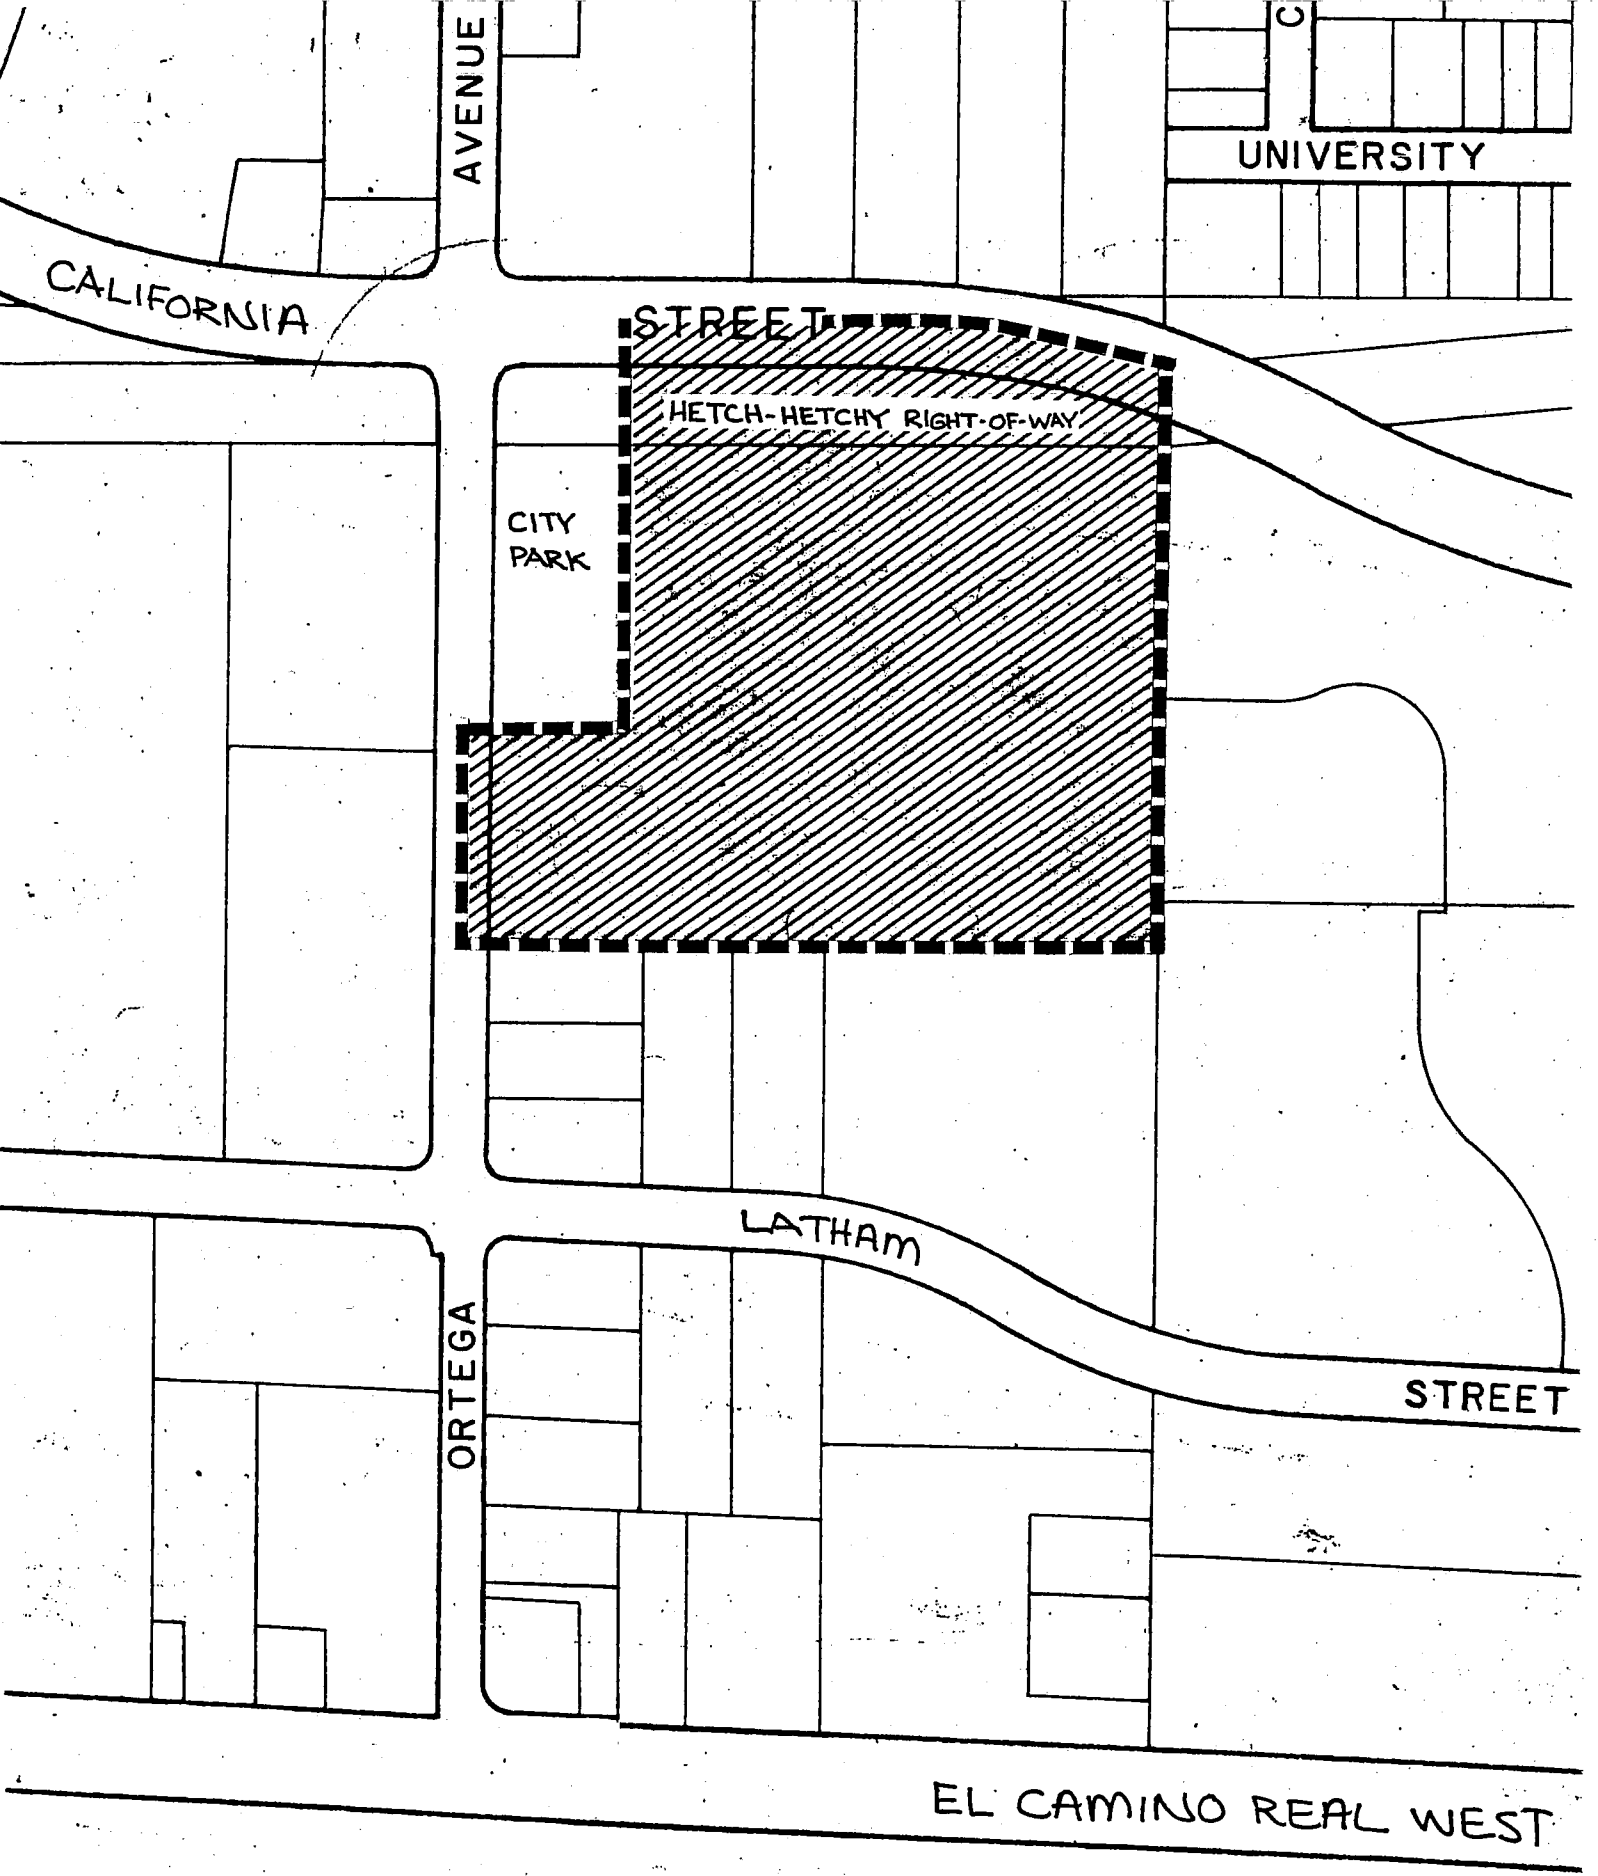 AVENUE
C
UNIVERSITY
CALIFORNIA
STREET
HETCH-HETCHY RIGHT-OF-WAY
CITY
PARK
LATHAM
ORTEGA
STREET
EL CAMINO REAL WEST